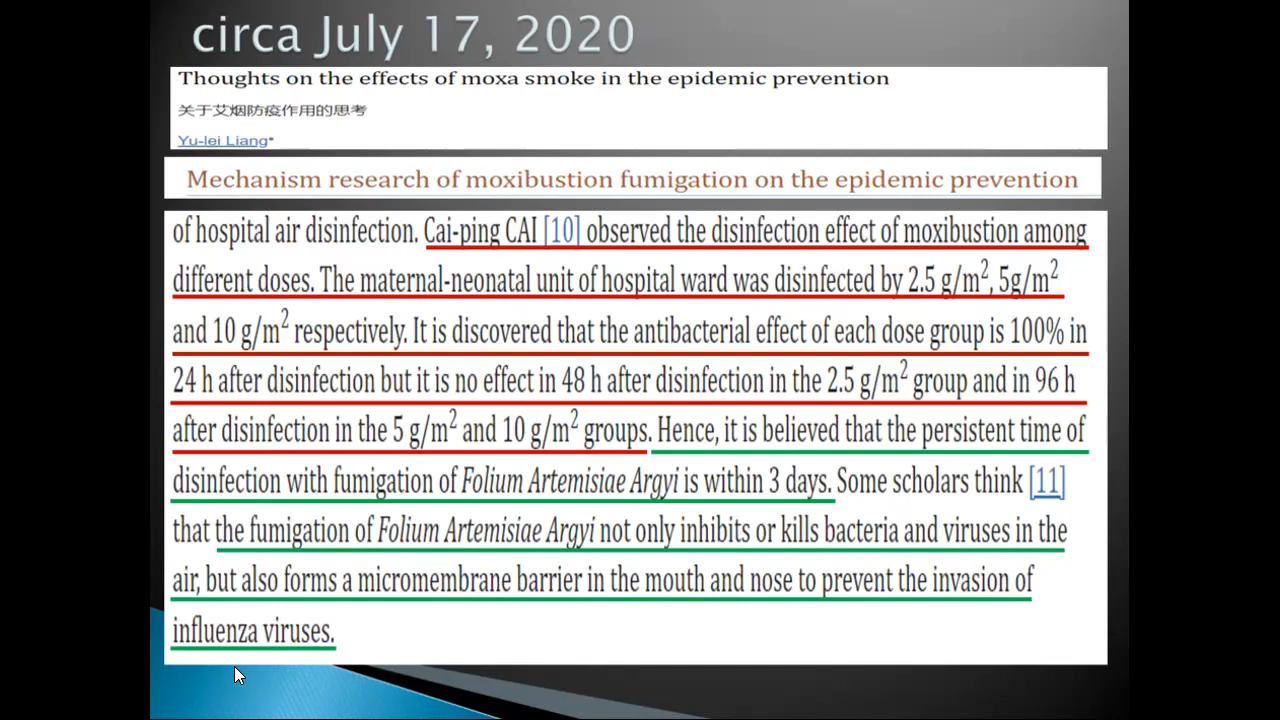 circa July 17, 2020
Thoughts on the effects of moxa smoke in the epidemic prevention
关于艾烟防疫作用的思考
Yu-lei Liang*
Mechanism research of moxibustion fumigation on the epidemic prevention
of hospital air disinfection. Cai-ping CAI [10] observed the disinfection effect of moxibustion among
different doses. The maternal-neonatal unit of hospital ward was disinfected by 2.5 g/m², 5g/m²
and 10 g/m² respectively. It is discovered that the antibacterial effect of each dose group is 100% in
24 h after disinfection but it is no effect in 48 h after disinfection in the 2.5 g/m² group and in 96 h
after disinfection in the 5 g/m² and 10 g/m² groups. Hence, it is believed that the persistent time of
disinfection with fumigation of Folium Artemisiae Argyi is within 3 days. Some scholars think [11]
that the fumigation of Folium Artemisiae Argyi not only inhibits or kills bacteria and viruses in the
air, but also forms a micromembrane barrier in the mouth and nose to prevent the invasion of
influenza viruses.